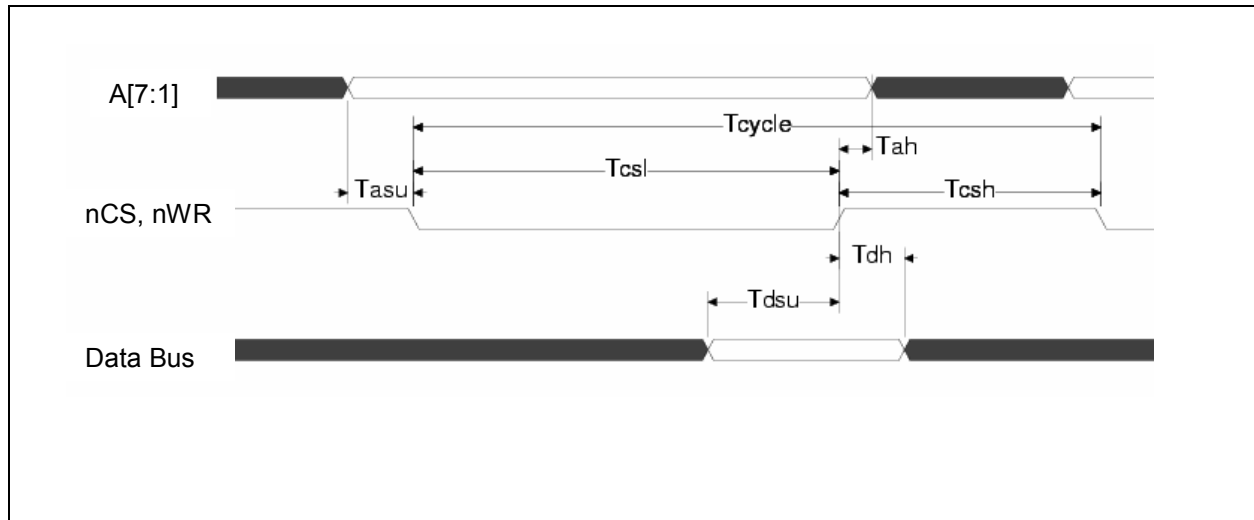 A[7:1]
Tcycle
Tah
Tcsl
Tasu
Tcsh
nCS, nWR
Tdh
Tdsu
Data Bus